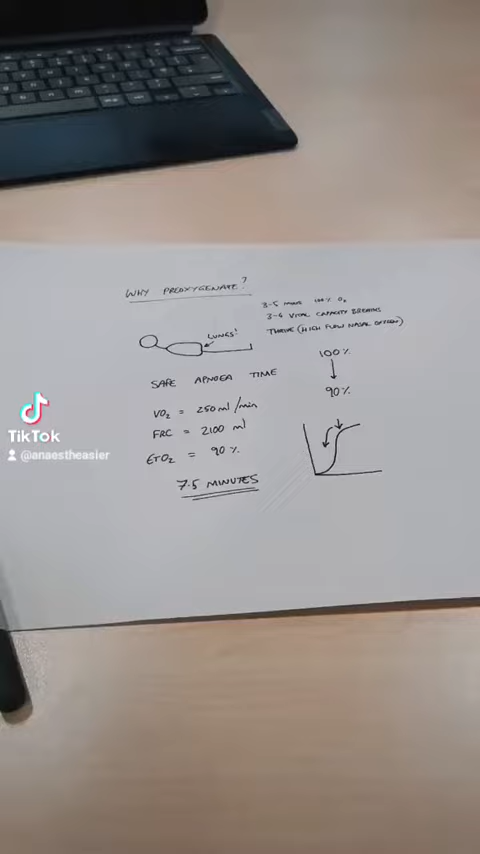 WHY PREOXYGENATE?
3-5 MINS 100% O₂
3-4 VITAL CAPACITY BREATHS
THRIVE (HIGH FLOW NASAL OXYGEN)
LUNGS!
SAFE APNOEA TIME
VO₂ = 250 ml/min
FRC = 2100 ml
ETO₂ = 90%
7.5 MINUTES
100%
90%
TikTok
@anaestheasier